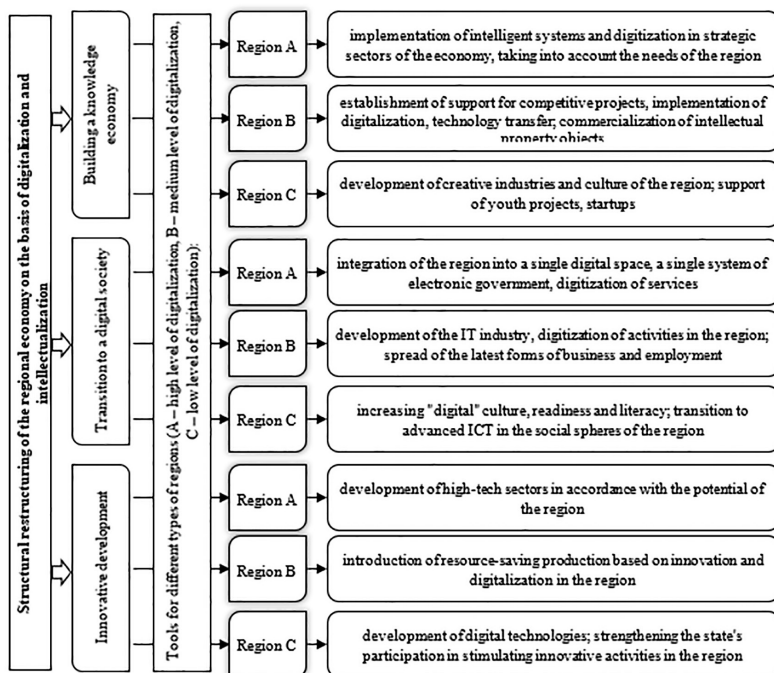 Structural restructuring of the regional economy on the basis of digitalization and
intellectualization
Building a knowledge
economy
Transition to a digital society
Innovative development
Tools for different types of regions (A – high level of digitalization, B – medium level of digitalization,
C – low level of digitalization):
Region A
implementation of intelligent systems and digitization in strategic
sectors of the economy, taking into account the needs of the region
Region B
establishment of support for competitive projects, implementation of
digitalization, technology transfer; commercialization of intellectual
property objects
Region C
development of creative industries and culture of the region; support
of youth projects, startups
Region A
integration of the region into a single digital space, a single system of
electronic government, digitization of services
Region B
development of the IT industry, digitization of activities in the region;
spread of the latest forms of business and employment
Region C
increasing "digital" culture, readiness and literacy; transition to
advanced ICT in the social spheres of the region
Region A
development of high-tech sectors in accordance with the potential of
the region
Region B
introduction of resource-saving production based on innovation and
digitalization in the region
Region C
development of digital technologies; strengthening the state's
participation in stimulating innovative activities in the region